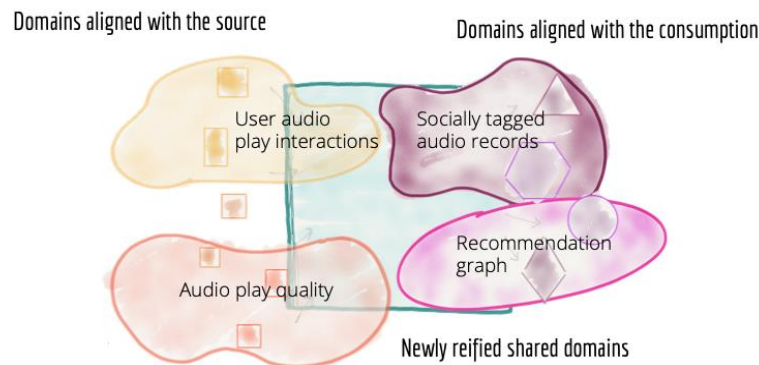 Domains aligned with the source
Domains aligned with the consumption
User audio
play interactions
Socially tagged
audio records
Recommendation
graph
Audio play quality
Newly reified shared domains